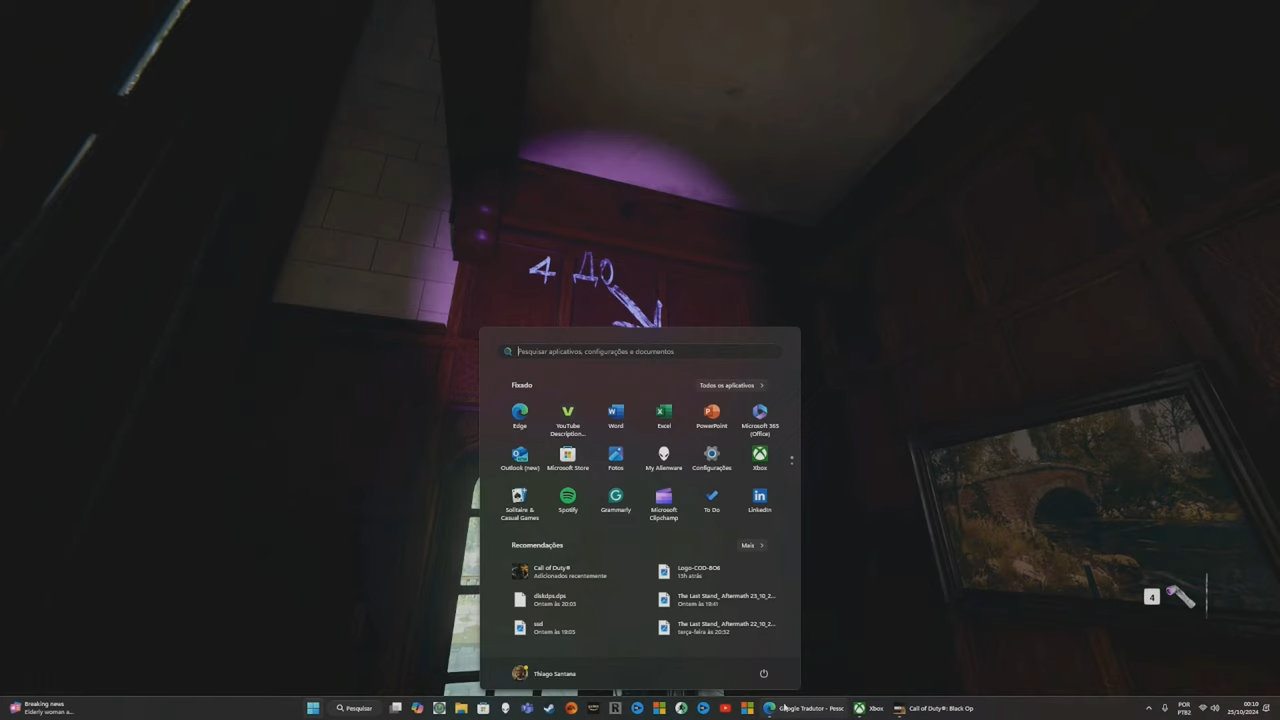 4 ДО
Pesquisar aplicativos, configurações e documentos
Fixado
Todos os aplicativos
Edge
YouTube Description...
Word
Excel
PowerPoint
Microsoft 365 (Office)
Outlook (new)
Microsoft Store
Fotos
My Alienware
Configurações
Xbox
Solitaire & Casual Games
Spotify
Grammarly
Microsoft Clipchamp
To Do
LinkedIn
Recomendações
Mais
Call of Duty®
Adicionados recentemente
Logo-COD-BO6
13h atrás
diskdps.dps
Ontem às 20:03
The Last Stand_ Aftermath 23_10_2...
Ontem às 19:41
ssd
Ontem às 19:05
The Last Stand_ Aftermath 22_10_2...
terça-feira às 20:52
4
Thiago Santana
Breaking news
Elderly woman a...
Pesquisar
Google Tradutor - Pesso
Xbox
Call of Duty®: Black Op
POR
PTB2
00:10
25/10/2024